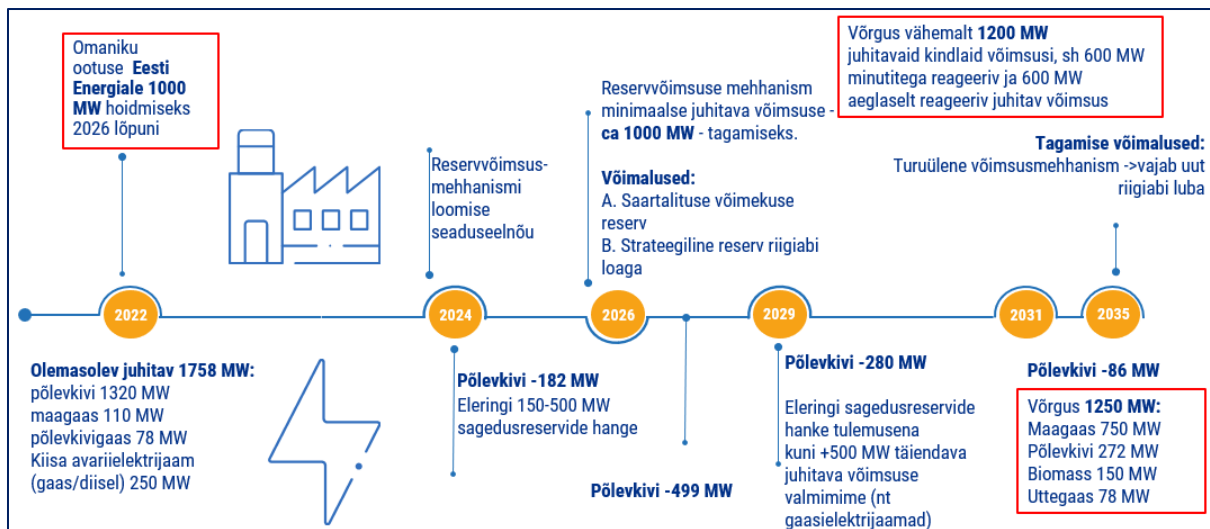 Omaniku
ootuse Eesti
Energiale 1000
MW hoidmiseks
2026 lõpuni
Reservvõimsus-
mehhanismi
loomise
seaduseelnõu
Reservvõimsuse mehhanism
minimaalse juhitava võimsuse -
ca 1000 MW - tagamiseks.
Võimalused:
A. Saartalituse võimekuse
reserv
B. Strateegiline reserv riigiabi
loaga
Võrgus vähemalt 1200 MW
juhitavaid kindlaid võimsusi, sh 600 MW
minutitega reageeriv ja 600 MW
aeglaselt reageeriv juhitav võimsus
Tagamise võimalused:
Turuülene võimsusmehhanism ->vajab uut
riigiabi luba
2022
2024
2026
2029
2031
2035
Olemasolev juhitav 1758 MW:
põlevkivi 1320 MW
maagaas 110 MW
põlevkivigaas 78 MW
Kiisa avariielektrijaam
(gaas/diisel) 250 MW
Põlevkivi -182 MW
Eleringi 150-500 MW
sagedusreservide hange
Põlevkivi -499 MW
Põlevkivi -280 MW
Eleringi sagedusreservide
hanke tulemusena
kuni +500 MW täiendava
juhitava võimsuse
valmimime (nt
gaasielektrijaamad)
Põlevkivi -86 MW
Võrgus 1250 MW:
Maagaas 750 MW
Põlevkivi 272 MW
Biomass 150 MW
Uttegaas 78 MW